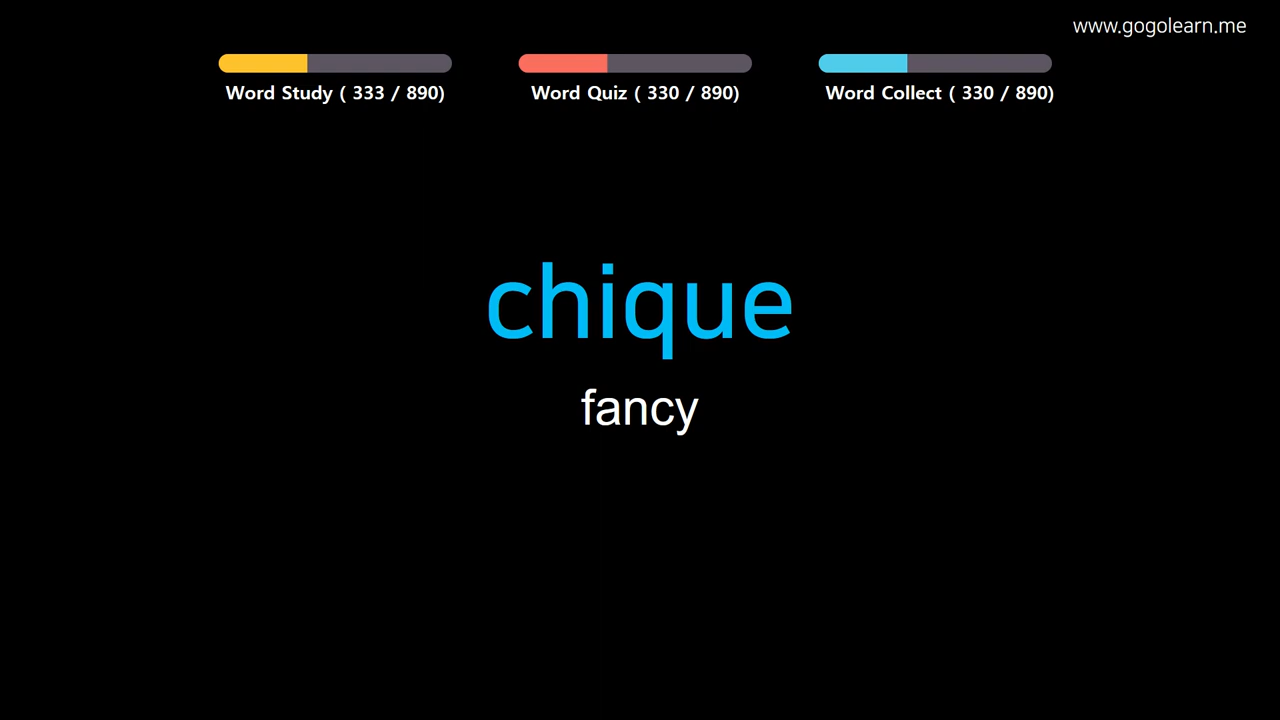 www.gogolearn.me
Word Study ( 333 / 890)
Word Quiz ( 330 / 890)
Word Collect ( 330 / 890)
chique
fancy